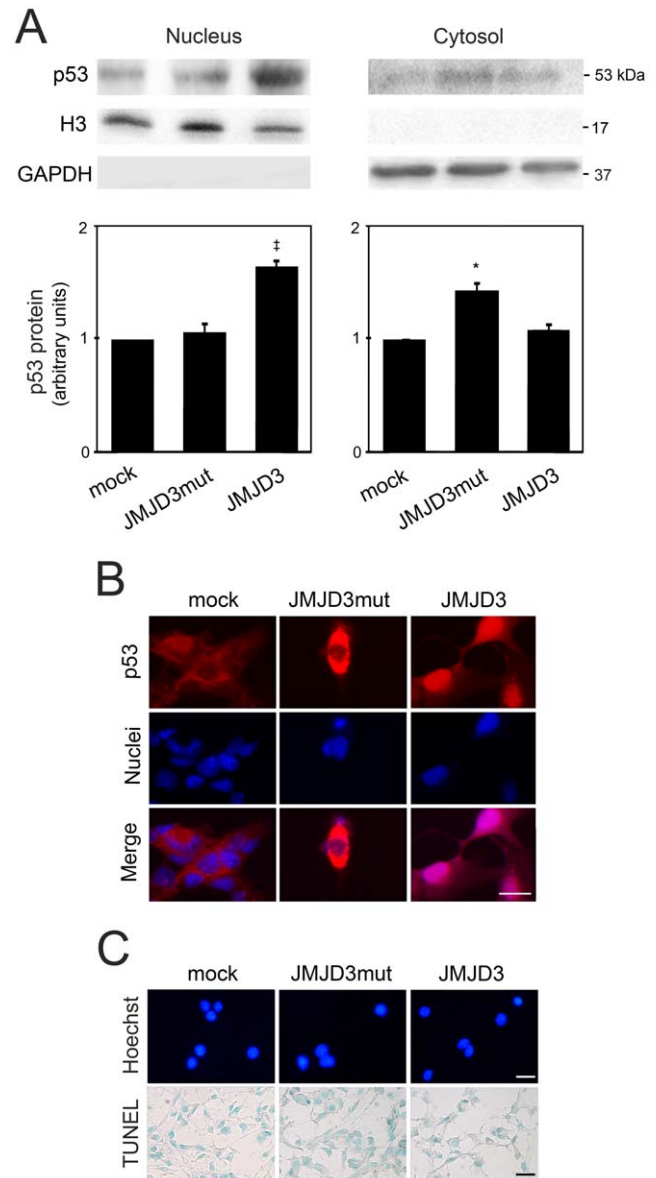 A
Nucleus Cytosol
p53 - 53 kDa
H3 - 17
GAPDH - 37
p53 protein
(arbitrary units)
2 2
‡
*
1 1
0 0
mock JMJD3mut JMJD3 mock JMJD3mut JMJD3
B
mock JMJD3mut JMJD3
p53
Nuclei
Merge
C
mock JMJD3mut JMJD3
Hoechst
TUNEL